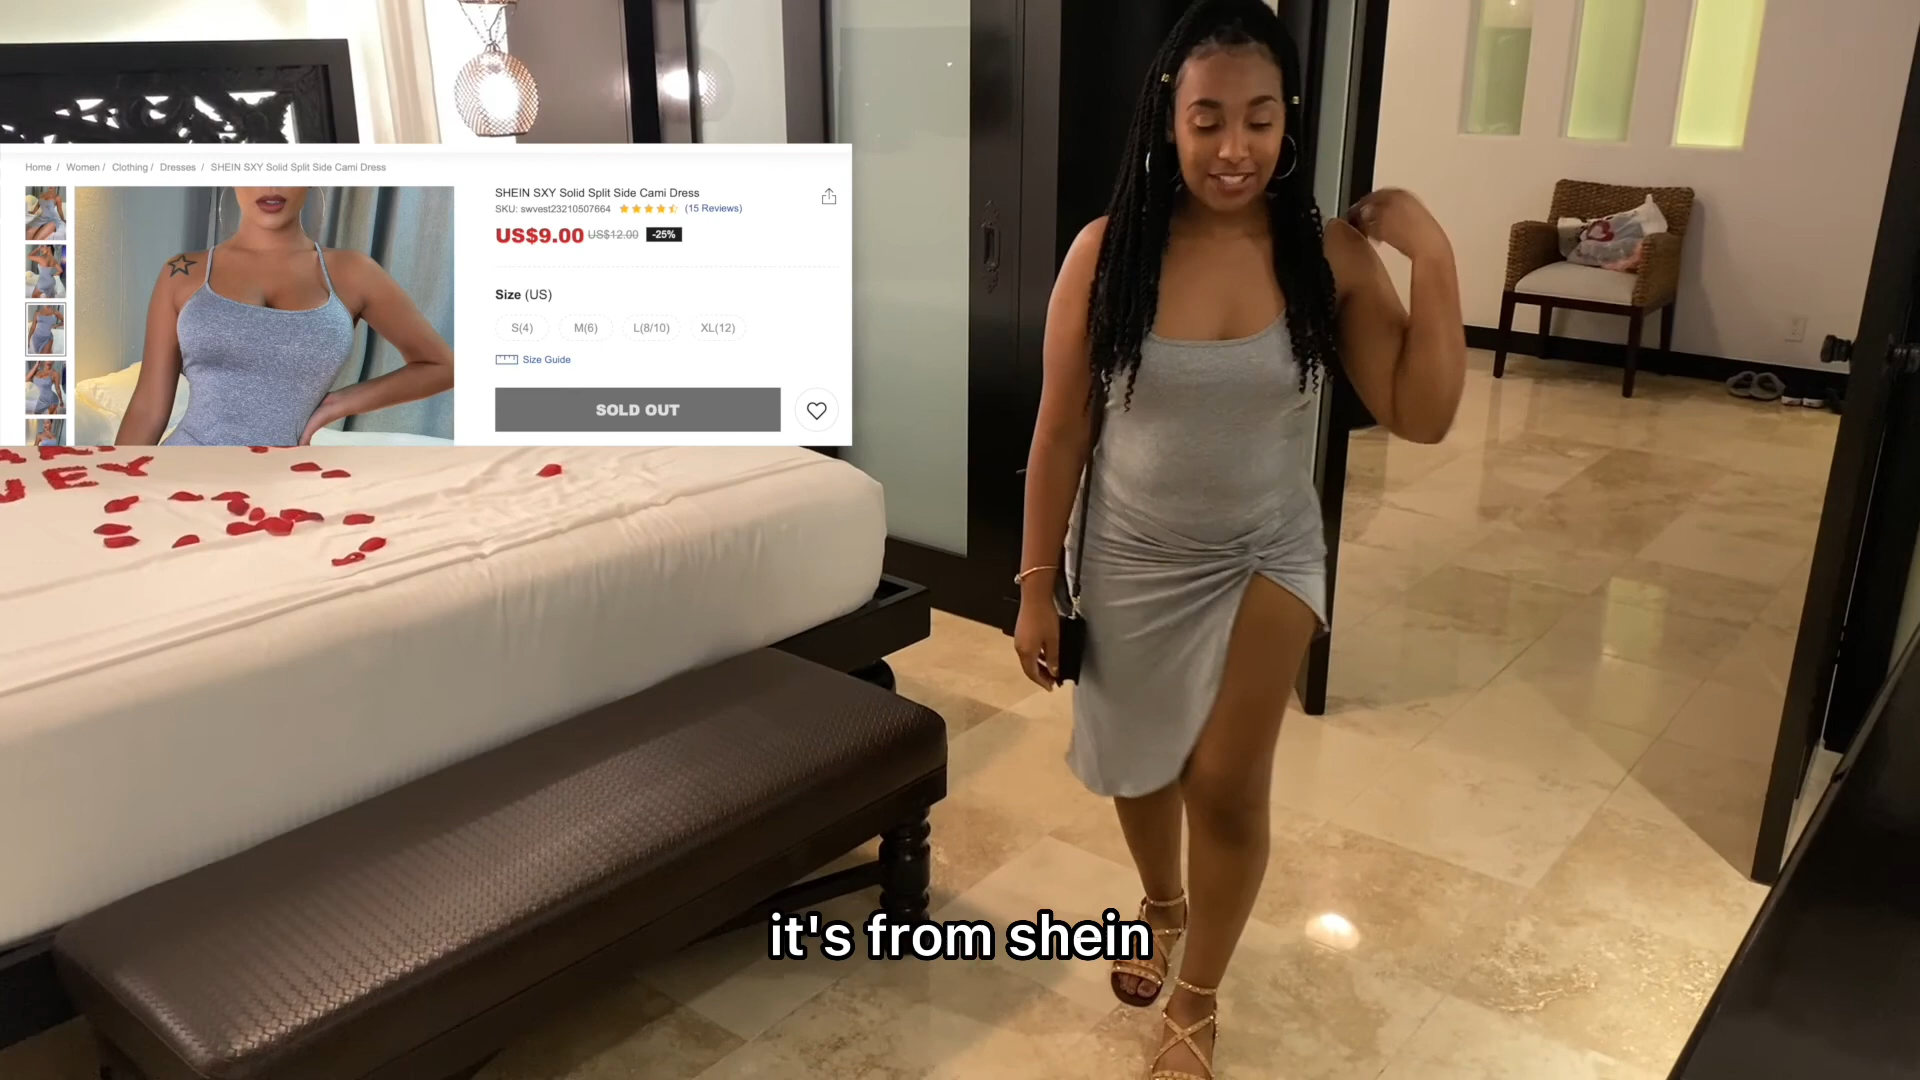 Home / Women / Clothing / Dresses / SHEIN SXY Solid Split Side Cami Dress
SHEIN SXY Solid Split Side Cami Dress
SKU: swvest23210507664 (15 Reviews)
US$9.00 US$12.00 -25%
Size (US)
S(4) M(6) L(8/10) XL(12)
Size Guide
SOLD OUT
EY
it's from shein